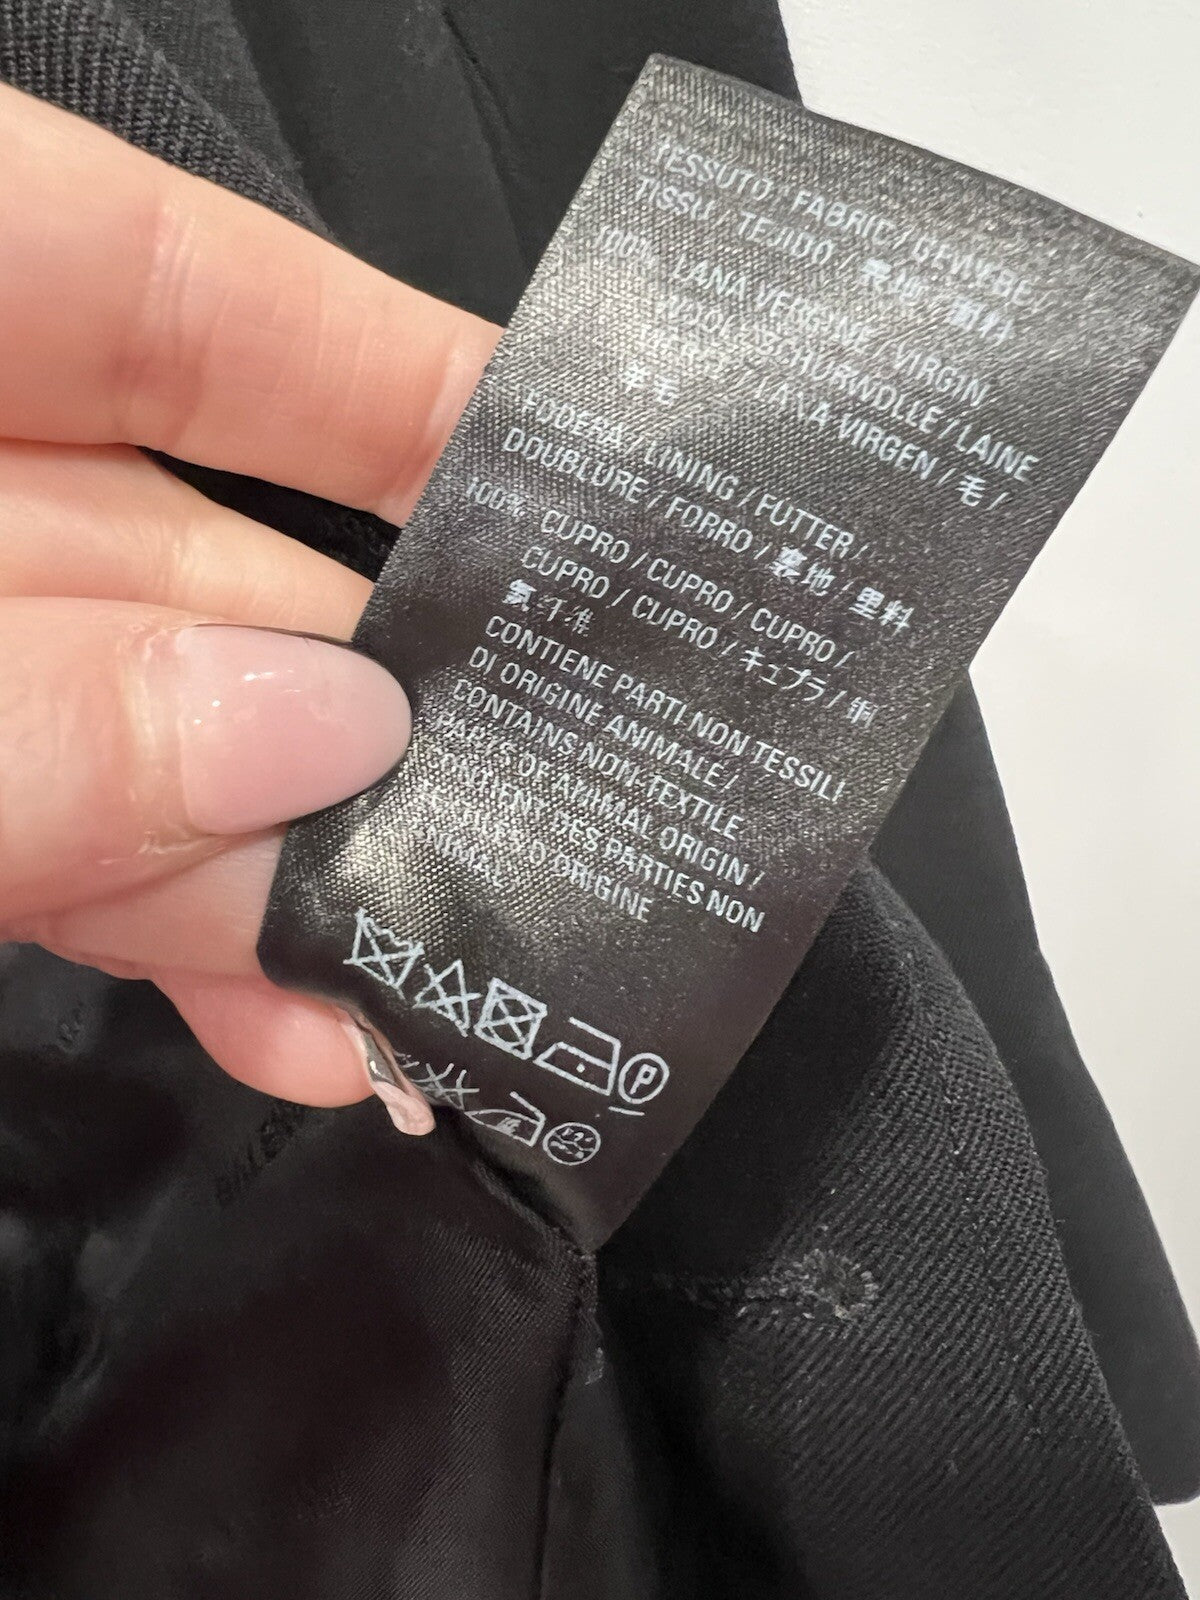 TESSUTO / FABRIC / GEWEBE /
TISSU / TEJIDO / 表地 / 面料
100% LANA VERGINE / VIRGIN
WOOL / SCHURWOLLE / LAINE
VIERGE / LANA VIRGEN / 毛 /
羊毛
FODERA / LINING / FUTTER /
DOUBLURE / FORRO / 裏地 / 里料
100% CUPRO / CUPRO / CUPRO /
CUPRO / CUPRO / キュプラ / 铜
氨纤维
CONTIENE PARTI NON TESSILI
DI ORIGINE ANIMALE /
CONTAINS NON-TEXTILE
PARTS OF ANIMAL ORIGIN /
CONTIENT DES PARTIES NON
TEXTILES D'ORIGINE
ANIMAL
P